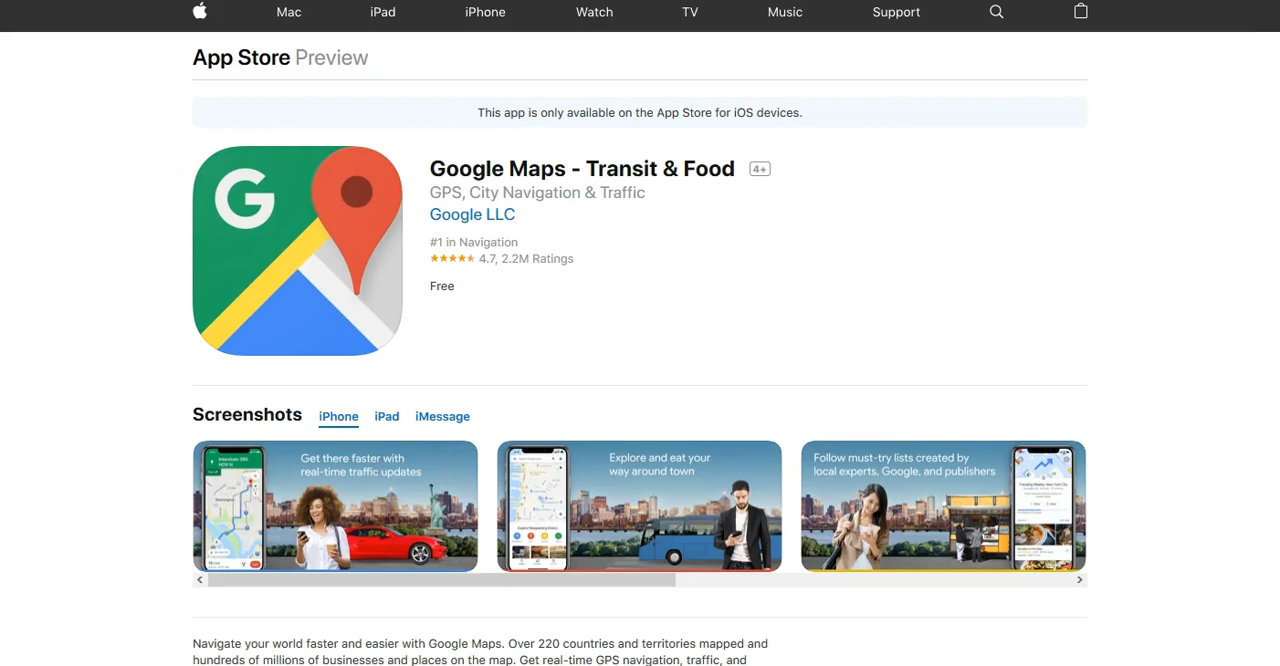 Mac iPad iPhone Watch TV Music Support
App Store Preview
This app is only available on the App Store for iOS devices.
G
Google Maps - Transit & Food 4+
GPS, City Navigation & Traffic
Google LLC
#1 in Navigation
4.7, 2.2M Ratings
Free
Screenshots iPhone iPad iMessage
Get there faster with
real-time traffic updates
Explore and eat your
way around town
Follow must-try lists created by
local experts, Google, and publishers
Navigate your world faster and easier with Google Maps. Over 220 countries and territories mapped and
hundreds of millions of businesses and places on the map. Get real-time GPS navigation, traffic, and